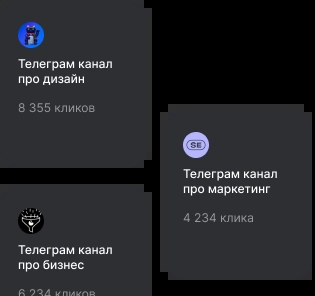 Телеграм канал
про дизайн
8 355 кликов
SE
Телеграм канал
про маркетинг
4 234 клика
Телеграм канал
про бизнес
6 234 кликов